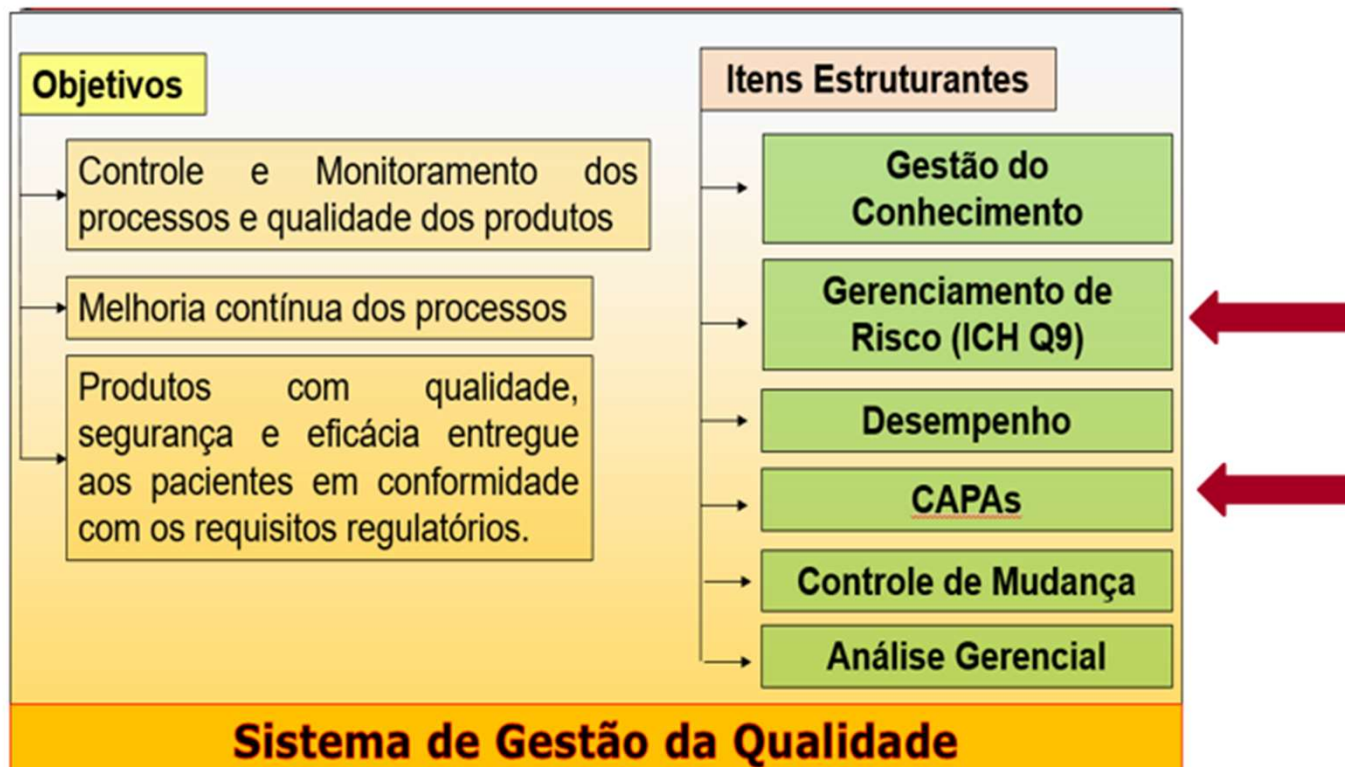 Objetivos
Controle e Monitoramento dos
processos e qualidade dos produtos
Melhoria contínua dos processos
Produtos com qualidade,
segurança e eficácia entregue
aos pacientes em conformidade
com os requisitos regulatórios.
Itens Estruturantes
Gestão do
Conhecimento
Gerenciamento de
Risco (ICH Q9)
Desempenho
CAPAs
Controle de Mudança
Análise Gerencial
Sistema de Gestão da Qualidade